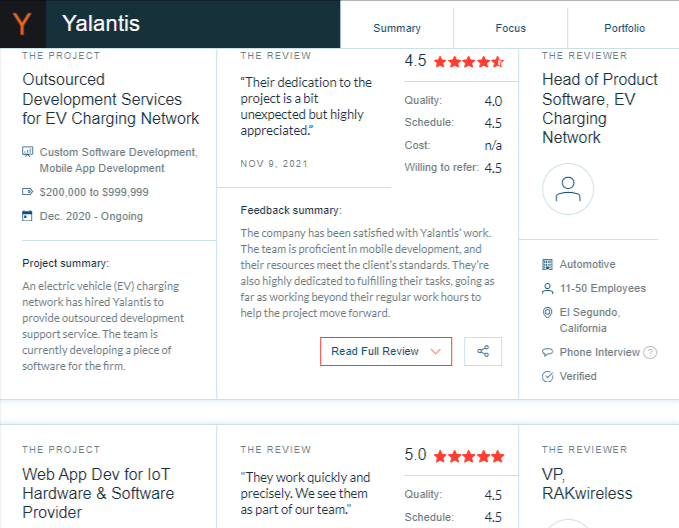 Y
Yalantis
Summary
Focus
Portfolio
THE PROJECT
Outsourced
Development Services
for EV Charging Network
Custom Software Development,
Mobile App Development
$200,000 to $999,999
Dec. 2020 - Ongoing
Project summary:
An electric vehicle (EV) charging
network has hired Yalantis to
provide outsourced development
support service. The team is
currently developing a piece of
software for the firm.
THE REVIEW
“Their dedication to the
project is a bit
unexpected but highly
appreciated.”
NOV 9, 2021
4.5
Quality: 4.0
Schedule: 4.5
Cost: n/a
Willing to refer: 4.5
Feedback summary:
The company has been satisfied with Yalantis' work.
The team is proficient in mobile development, and
their resources meet the client's standards. They're
also highly dedicated to fulfilling their tasks, going as
far as working beyond their regular work hours to
help the project move forward.
Read Full Review
THE REVIEWER
Head of Product
Software, EV
Charging
Network
Automotive
11-50 Employees
El Segundo,
California
Phone Interview ?
Verified
THE PROJECT
Web App Dev for IoT
Hardware & Software
Provider
THE REVIEW
"They work quickly and
precisely. We see them
as part of our team."
5.0
Quality: 4.5
Schedule: 4.5
THE REVIEWER
VP,
RAKwireless